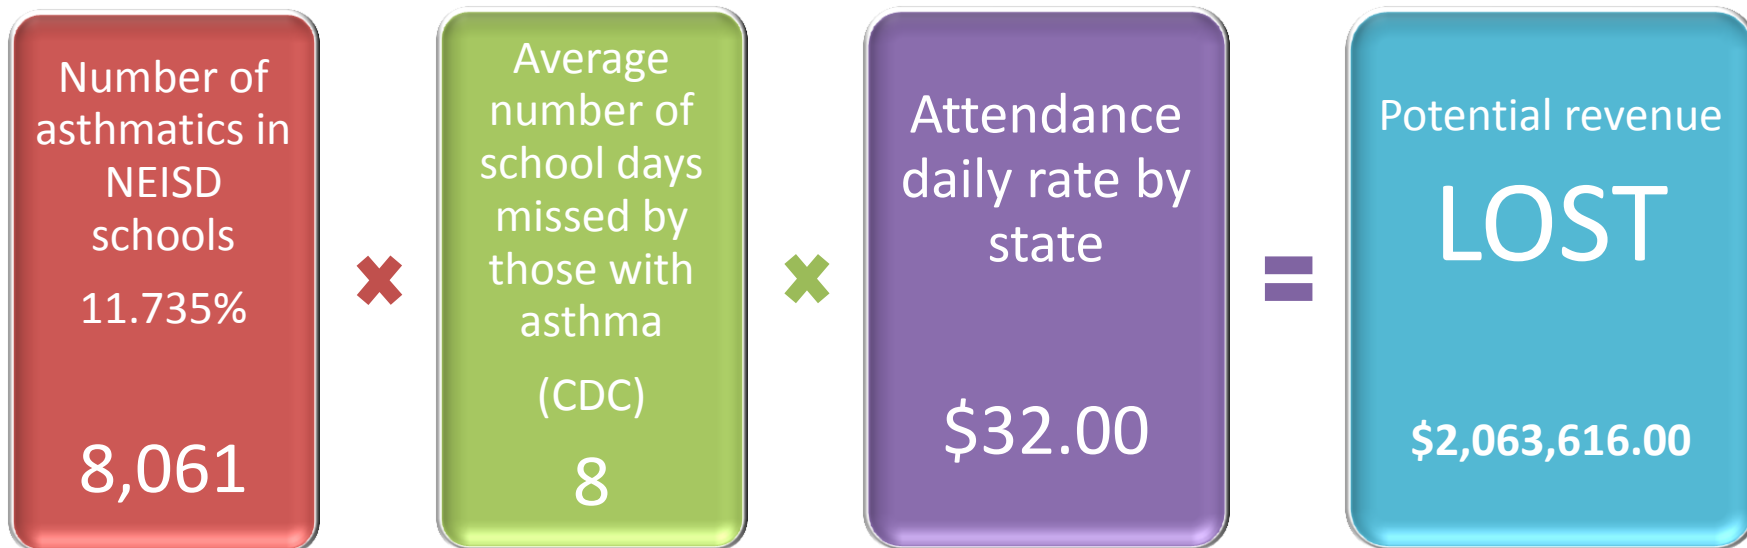 Number of
asthmatics in
NEISD
schools
11.735%
8,061
✖
Average
number of
school days
missed by
those with
asthma
(CDC)
8
✖
Attendance
daily rate by
state
$32.00
=
Potential revenue
LOST
$2,063,616.00